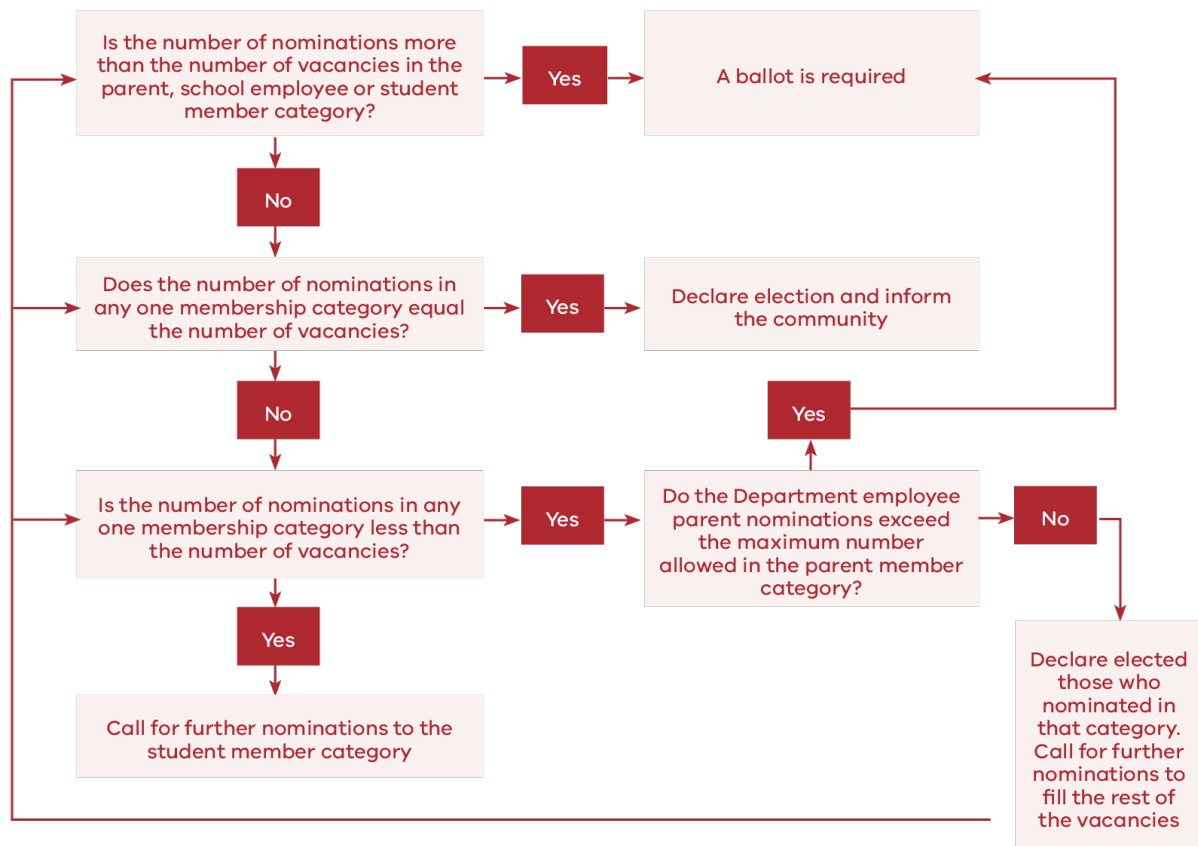 Is the number of nominations more
than the number of vacancies in the
parent, school employee or student
member category?
Yes
A ballot is required
No
Does the number of nominations in
any one membership category equal
the number of vacancies?
Yes
Declare election and inform
the community
No
Yes
Is the number of nominations in any
one membership category less than
the number of vacancies?
Yes
Do the Department employee
parent nominations exceed
the maximum number
allowed in the parent member
category?
No
Yes
Call for further nominations to the
student member category
Declare elected
those who
nominated in
that category.
Call for further
nominations to
fill the rest of
the vacancies